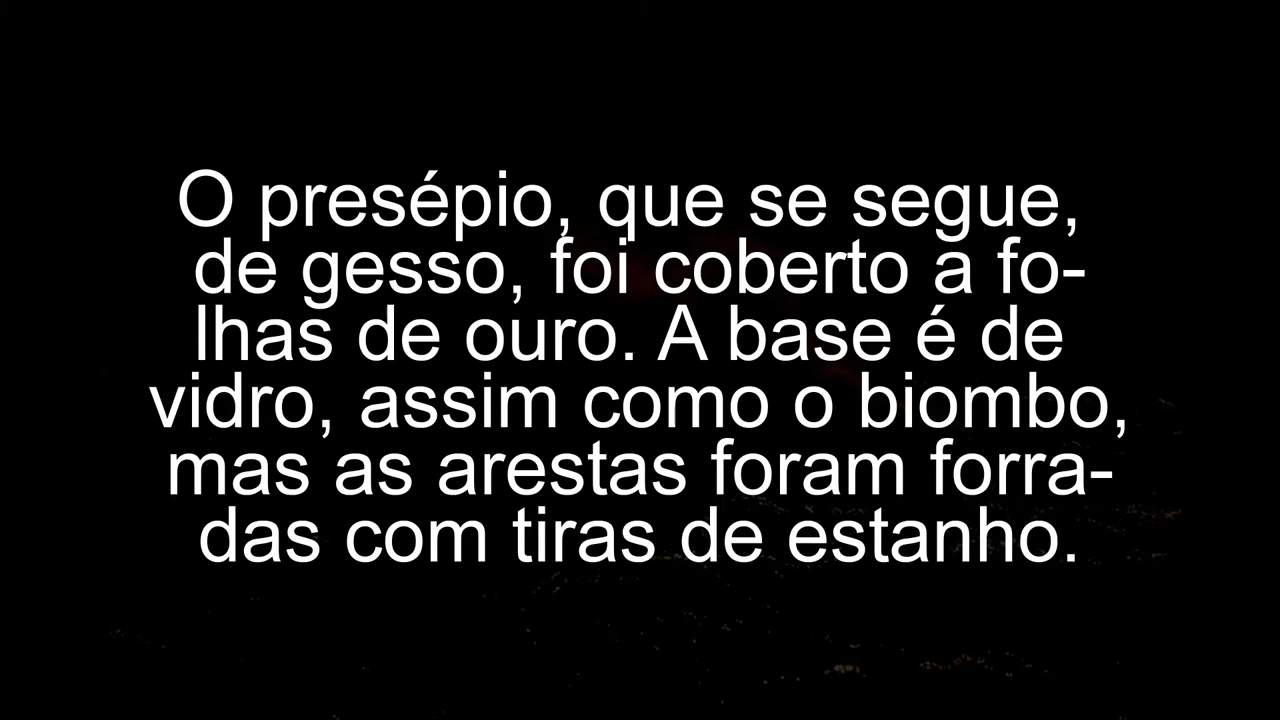 O presépio, que se segue,
de gesso, foi coberto a fo-
lhas de ouro. A base é de
vidro, assim como o biombo,
mas as arestas foram forra-
das com tiras de estanho.